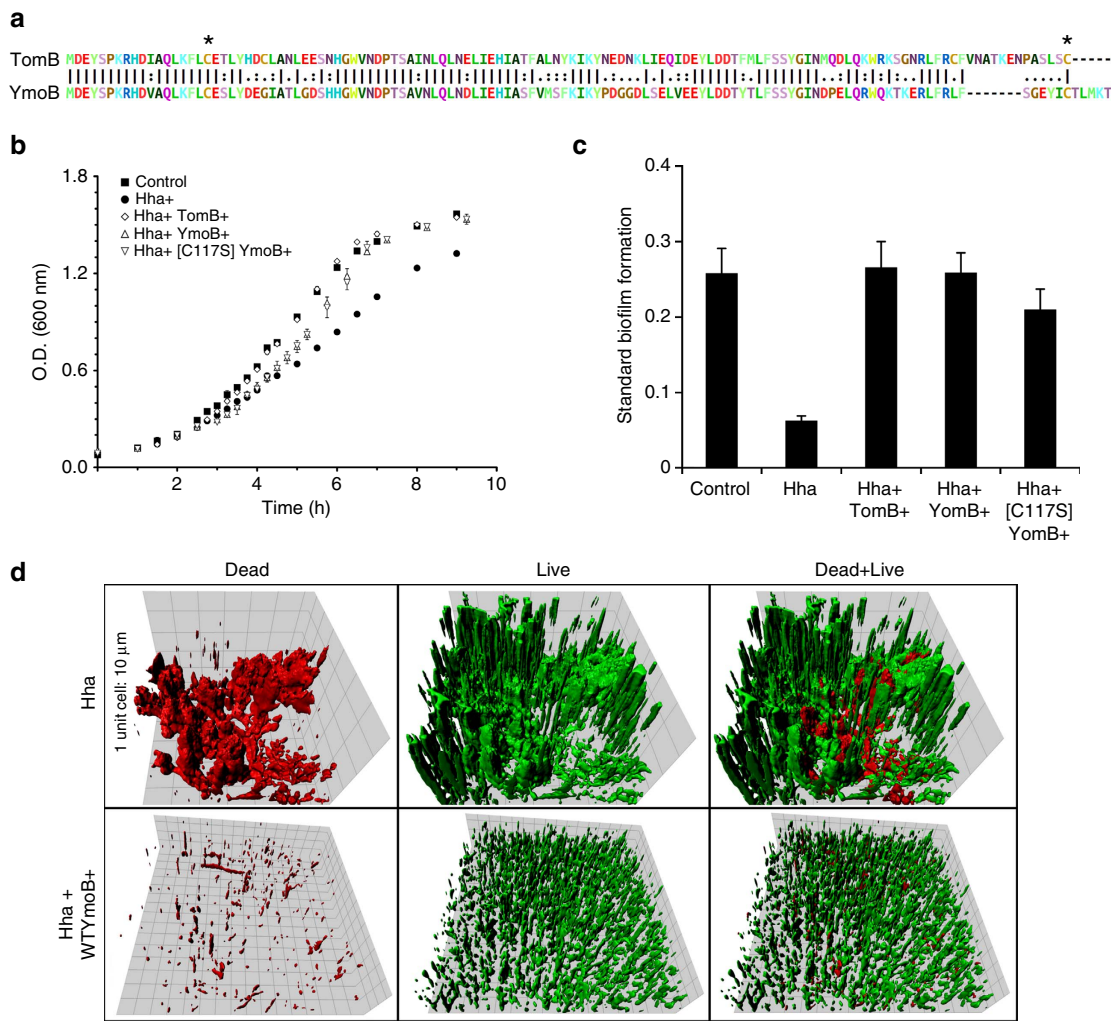 a
* *
TomB MDEYSPKRHDIAQLKFLCETLYHDCLANLEESNHGWVNDPTSAINLQLNELIEHIATFALNYKIKYNEDNKLIEQIDEYLDDTFMLFSSYGINMQDLQKWRKSGNRLFRCFVNATKENPASLSC-----
YmoB MDEYSPKRHDVAQLKFLCESLYDEGIATLGDSHHGWVNDPTSAVNLQLNDLIEHIASFVMSFKIKYPDGGDLSELVEEYLDDTYTLFSSYGINDPELQRWQKTKERLFRLF-------SGEYICTLMKT
b
Control
Hha+
Hha+ TomB+
Hha+ YmoB+
Hha+ [C117S] YmoB+
1.8
1.2
0.6
0.0
O.D. (600 nm)
2 4 6 8 10
Time (h)
c
0.4
0.3
0.2
0.1
0
Standard biofilm formation
Control
Hha
Hha+
TomB+
Hha+
YomB+
Hha+
[C117S]
YomB+
d
Dead Live Dead+Live
Hha
1 unit cell: 10 μm
Hha +
WTYmoB+